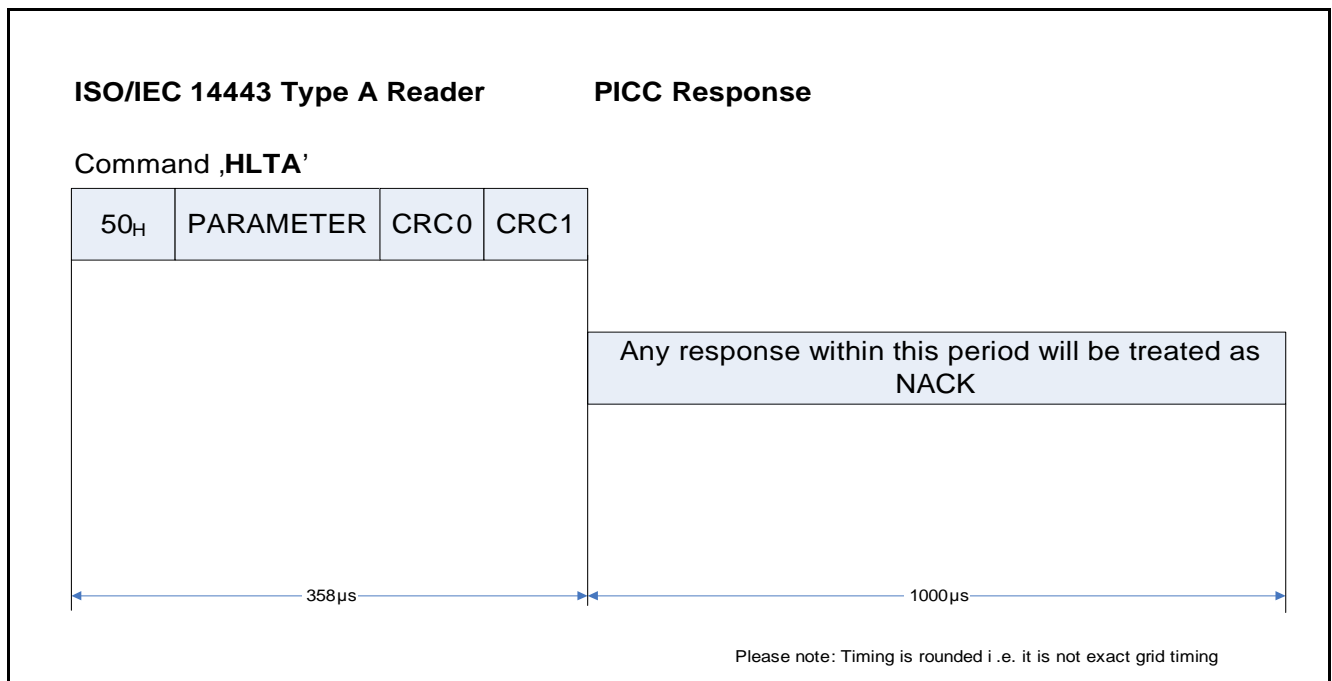 ISO/IEC 14443 Type A Reader PICC Response
Command ‚HLTA’
50H PARAMETER CRC0 CRC1
Any response within this period will be treated as
NACK
358µs 1000µs
Please note: Timing is rounded i .e. it is not exact grid timing